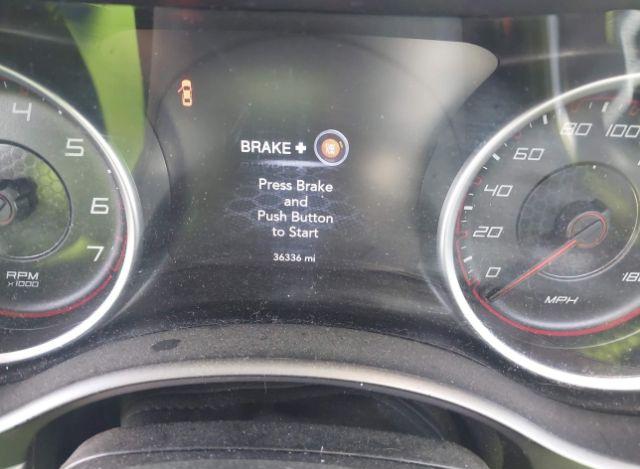 BRAKE +
Press Brake
and
Push Button
to Start
36336 mi
4
5
6
7
RPM
x1000
0
20
40
60
80
100
180
MPH